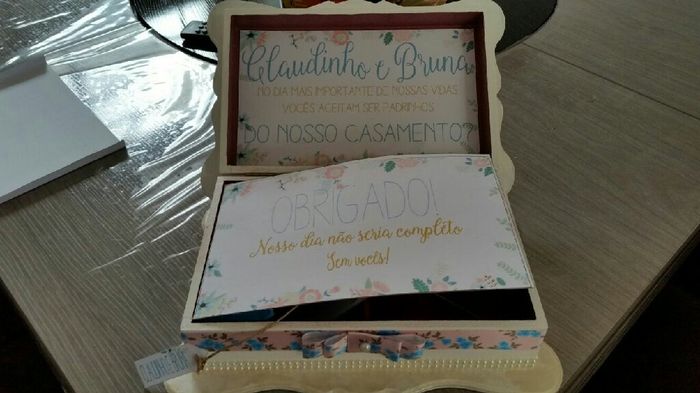 Claudinho e Bruna
NO DIA MAIS IMPORTANTE DE NOSSAS VIDAS
VOCÊS ACEITAM SER PADRINHOS
DO NOSSO CASAMENTO?
OBRIGADO!
Nosso dia não seria completo
Sem vocês!